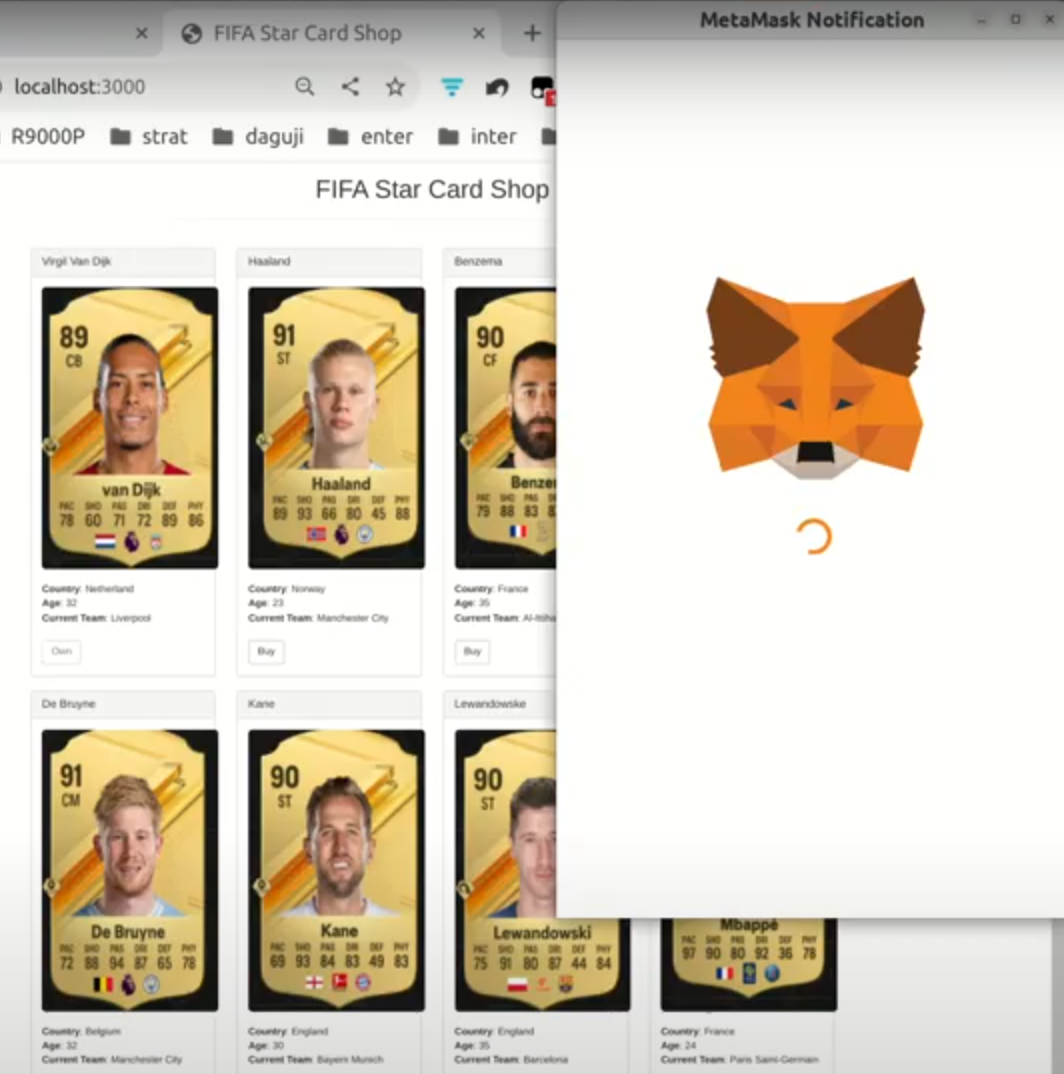 FIFA Star Card Shop
MetaMask Notification
localhost:3000
R9000P strat daguji enter inter
FIFA Star Card Shop
Virgil Van Dijk
89
CB
van Dijk
PAC SHO PAS DRI DEF PHY
78 60 71 72 89 86
Country: Netherland
Age: 32
Current Team: Liverpool
Own
Haaland
91
ST
Haaland
PAC SHO PAS DRI DEF PHY
89 93 66 80 45 88
Country: Norway
Age: 23
Current Team: Manchester City
Buy
Benzema
90
CF
Benze
PAC SHO PAS DRI
79 88 83
Country: France
Age: 35
Current Team: Al-Ittiha
Buy
De Bruyne
91
CM
De Bruyne
PAC SHO PAS DRI DEF PHY
72 88 94 87 65 78
Country: Belgium
Age: 32
Current Team: Manchester City
Kane
90
ST
Kane
PAC SHO PAS DRI DEF PHY
69 93 84 83 49 83
Country: England
Age: 30
Current Team: Bayern Munich
Lewandowske
90
ST
Lewandowski
PAC SHO PAS DRI DEF PHY
75 91 80 87 44 84
Country: England
Age: 35
Current Team: Barcelona
Mbappé
PAC SHO PAS DRI DEF PHY
97 90 80 92 36 78
Country: France
Age: 24
Current Team: Paris Saint-Germain